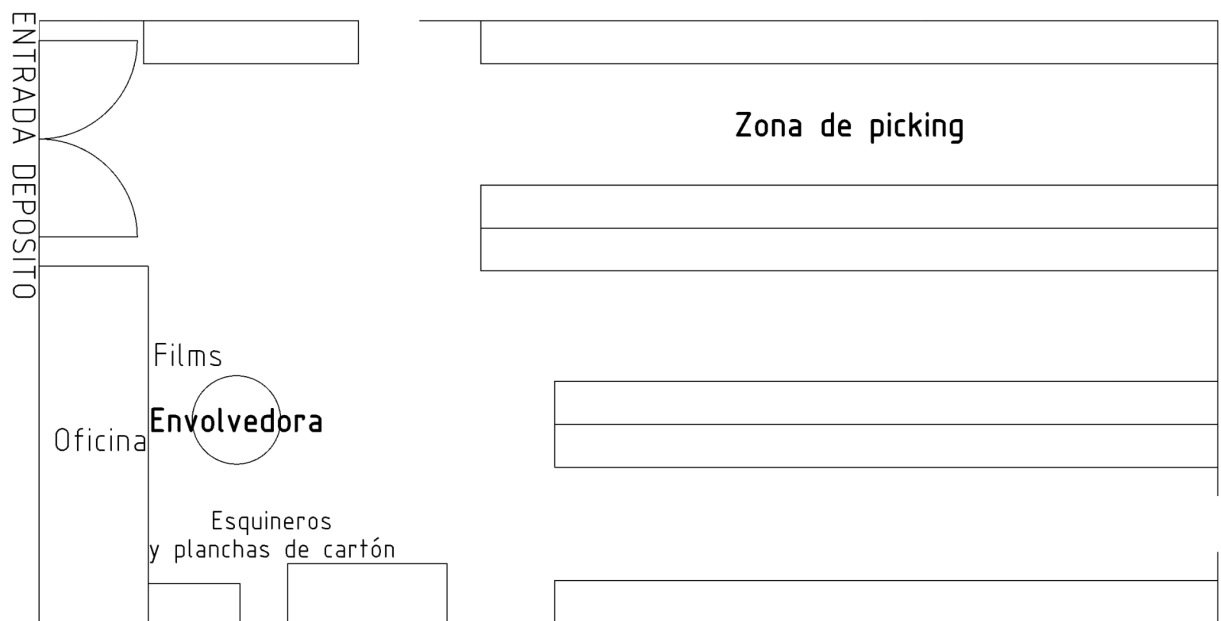 ENTRADA DEPOSITO
Zona de picking
Films
Envolvedora
Oficina
Esquineros
y planchas de cartón